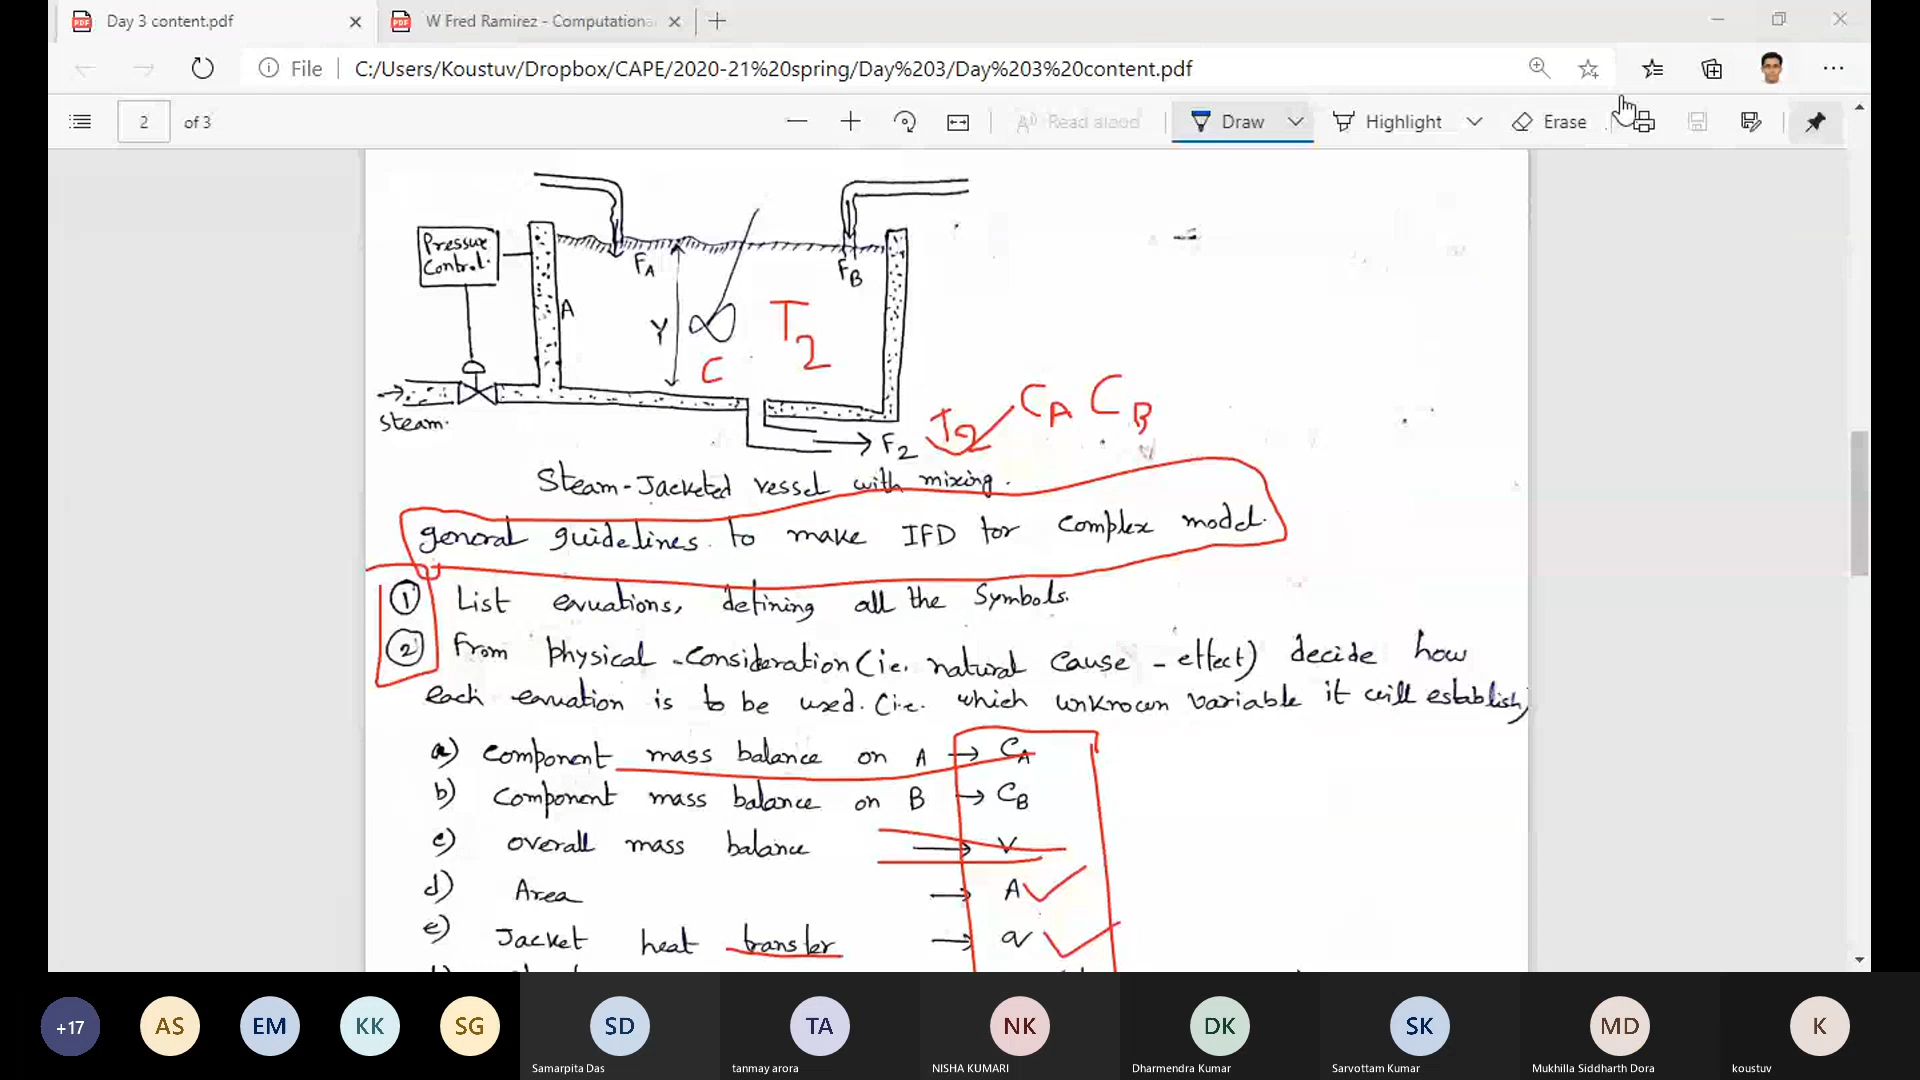 Day 3 content.pdf
W Fred Ramirez - Computationa
File C:/Users/Koustuv/Dropbox/CAPE/2020-21%20spring/Day%203/Day%203%20content.pdf
2 of 3
Read aloud Draw Highlight Erase
Pressure
Control.
FA
FB
A
Y
T2
C
steam.
F2
T2
CA CB
Steam-Jacketed vessel with mixing.
general guidelines to make IFD for complex model.
① List equations, defining all the Symbols.
② From physical consideration (ie. natural cause - effect) decide how
each equation is to be used. (i.e. which unknown variable it will establish)
a) Component mass balance on A → CA
b) Component mass balance on B → CB
c) overall mass balance → V
d) Area → A
e) Jacket heat transfer → q
+17
AS
EM
KK
SG
SD
TA
NK
DK
SK
MD
K
Samarpita Das
tanmay arora
NISHA KUMARI
Dharmendra Kumar
Sarvottam Kumar
Mukhilla Siddharth Dora
koustuv